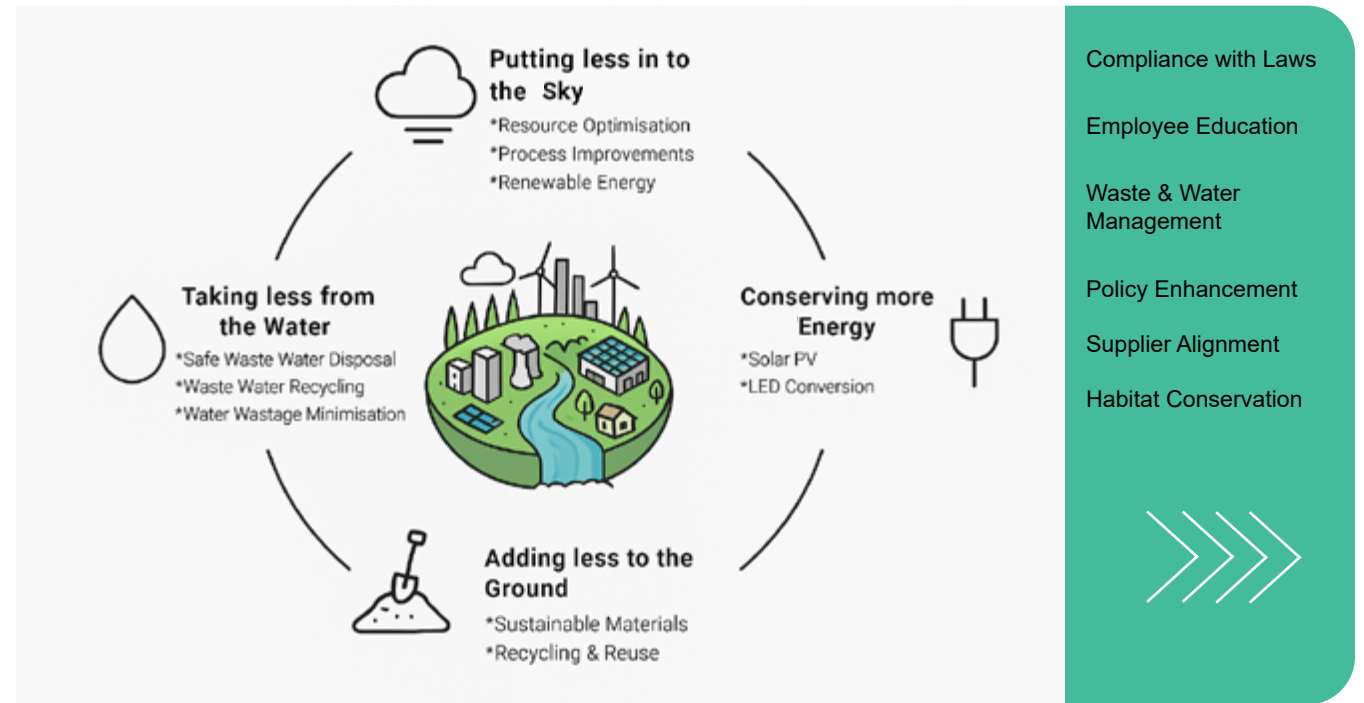 Putting less in to
the Sky
*Resource Optimisation
*Process Improvements
*Renewable Energy
Taking less from
the Water
*Safe Waste Water Disposal
*Waste Water Recycling
*Water Wastage Minimisation
Conserving more
Energy
*Solar PV
*LED Conversion
Adding less to the
Ground
*Sustainable Materials
*Recycling & Reuse
Compliance with Laws
Employee Education
Waste & Water
Management
Policy Enhancement
Supplier Alignment
Habitat Conservation